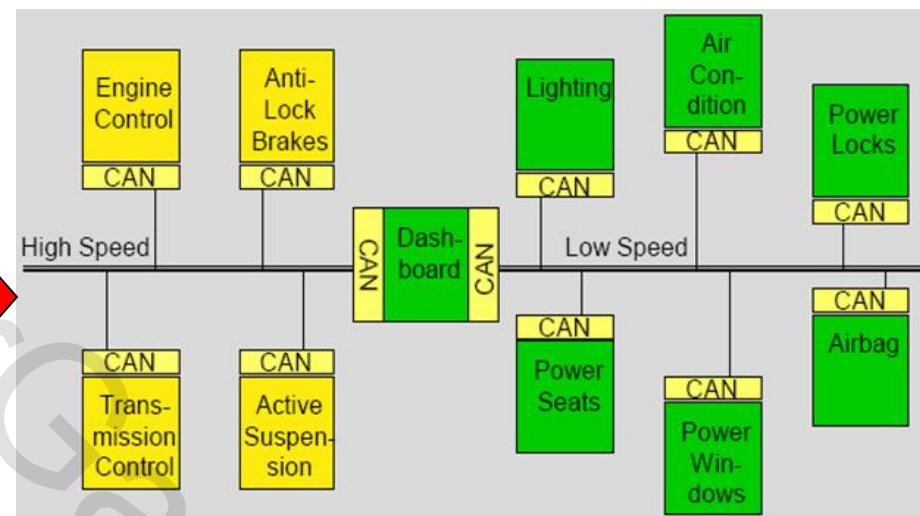 Engine
Control
CAN
Anti-
Lock
Brakes
CAN
Lighting
CAN
Air
Con-
dition
CAN
Power
Locks
CAN
High Speed
CAN
Dash-
board
CAN
Low Speed
CAN
Trans-
mission
Control
CAN
Active
Suspen-
sion
CAN
Power
Seats
CAN
Power
Win-
dows
CAN
Airbag